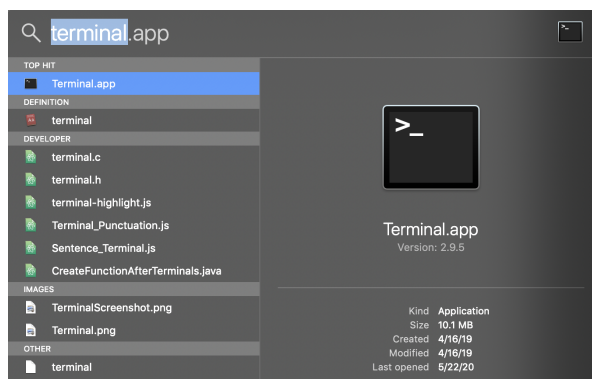 terminal.app
TOP HIT
Terminal.app
DEFINITION
terminal
DEVELOPER
terminal.c
terminal.h
terminal-highlight.js
Terminal_Punctuation.js
Sentence_Terminal.js
CreateFunctionAfterTerminals.java
IMAGES
TerminalScreenshot.png
Terminal.png
OTHER
terminal
>_
Terminal.app
Version: 2.9.5
Kind Application
Size 10.1 MB
Created 4/16/19
Modified 4/16/19
Last opened 5/22/20